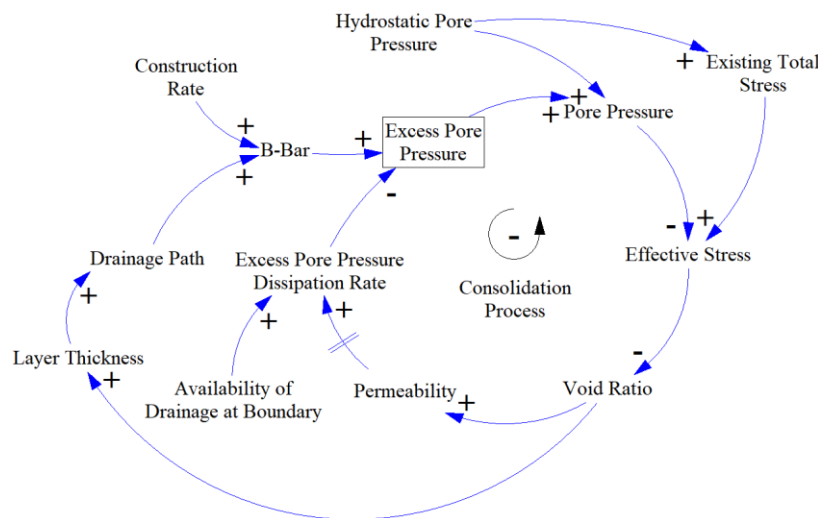 Hydrostatic Pore
Pressure
Construction
Rate
+
Existing Total
Stress
+
+
Excess Pore
Pressure
+
+
Pore Pressure
B-Bar
+
-
-
+
Drainage Path
Excess Pore Pressure
Dissipation Rate
-
Effective Stress
Consolidation
Process
+
+
+
Layer Thickness
+
-
Availability of
Drainage at Boundary
Permeability
+
Void Ratio